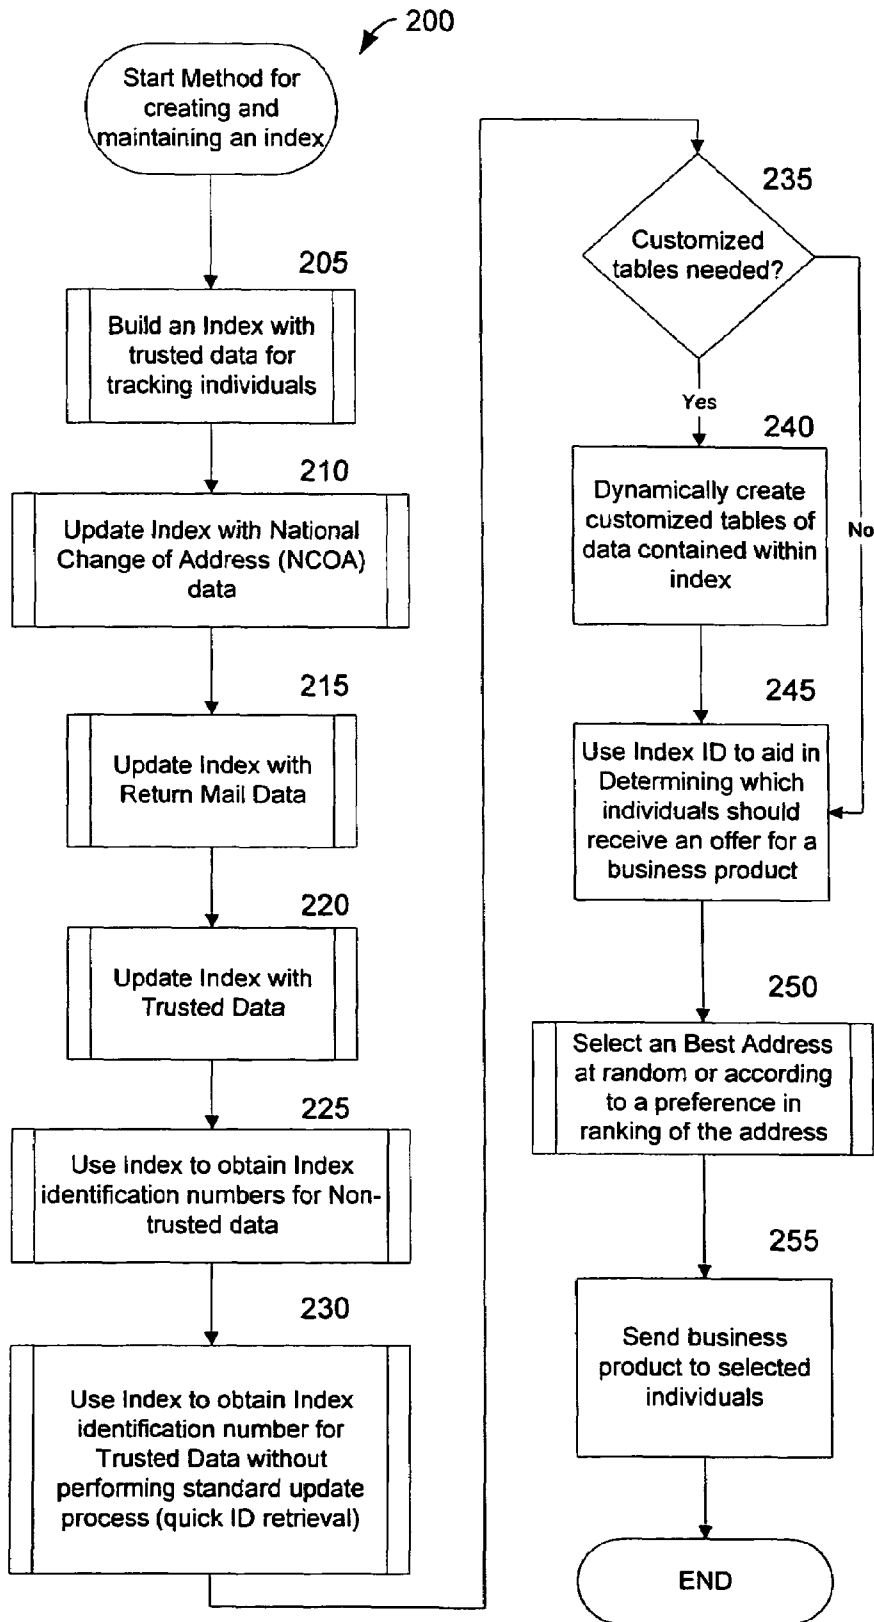 200
Start Method for
creating and
maintaining an index
205
Build an Index with
trusted data for
tracking individuals
210
Update Index with National
Change of Address (NCOA)
data
215
Update Index with
Return Mail Data
220
Update Index with
Trusted Data
225
Use Index to obtain Index
identification numbers for Non-
trusted data
230
Use Index to obtain Index
identification number for
Trusted Data without
performing standard update
process (quick ID retrieval)
235
Customized
tables needed?
Yes
No
240
Dynamically create
customized tables of
data contained within
index
245
Use Index ID to aid in
Determining which
individuals should
receive an offer for a
business product
250
Select an Best Address
at random or according
to a preference in
ranking of the address
255
Send business
product to selected
individuals
END